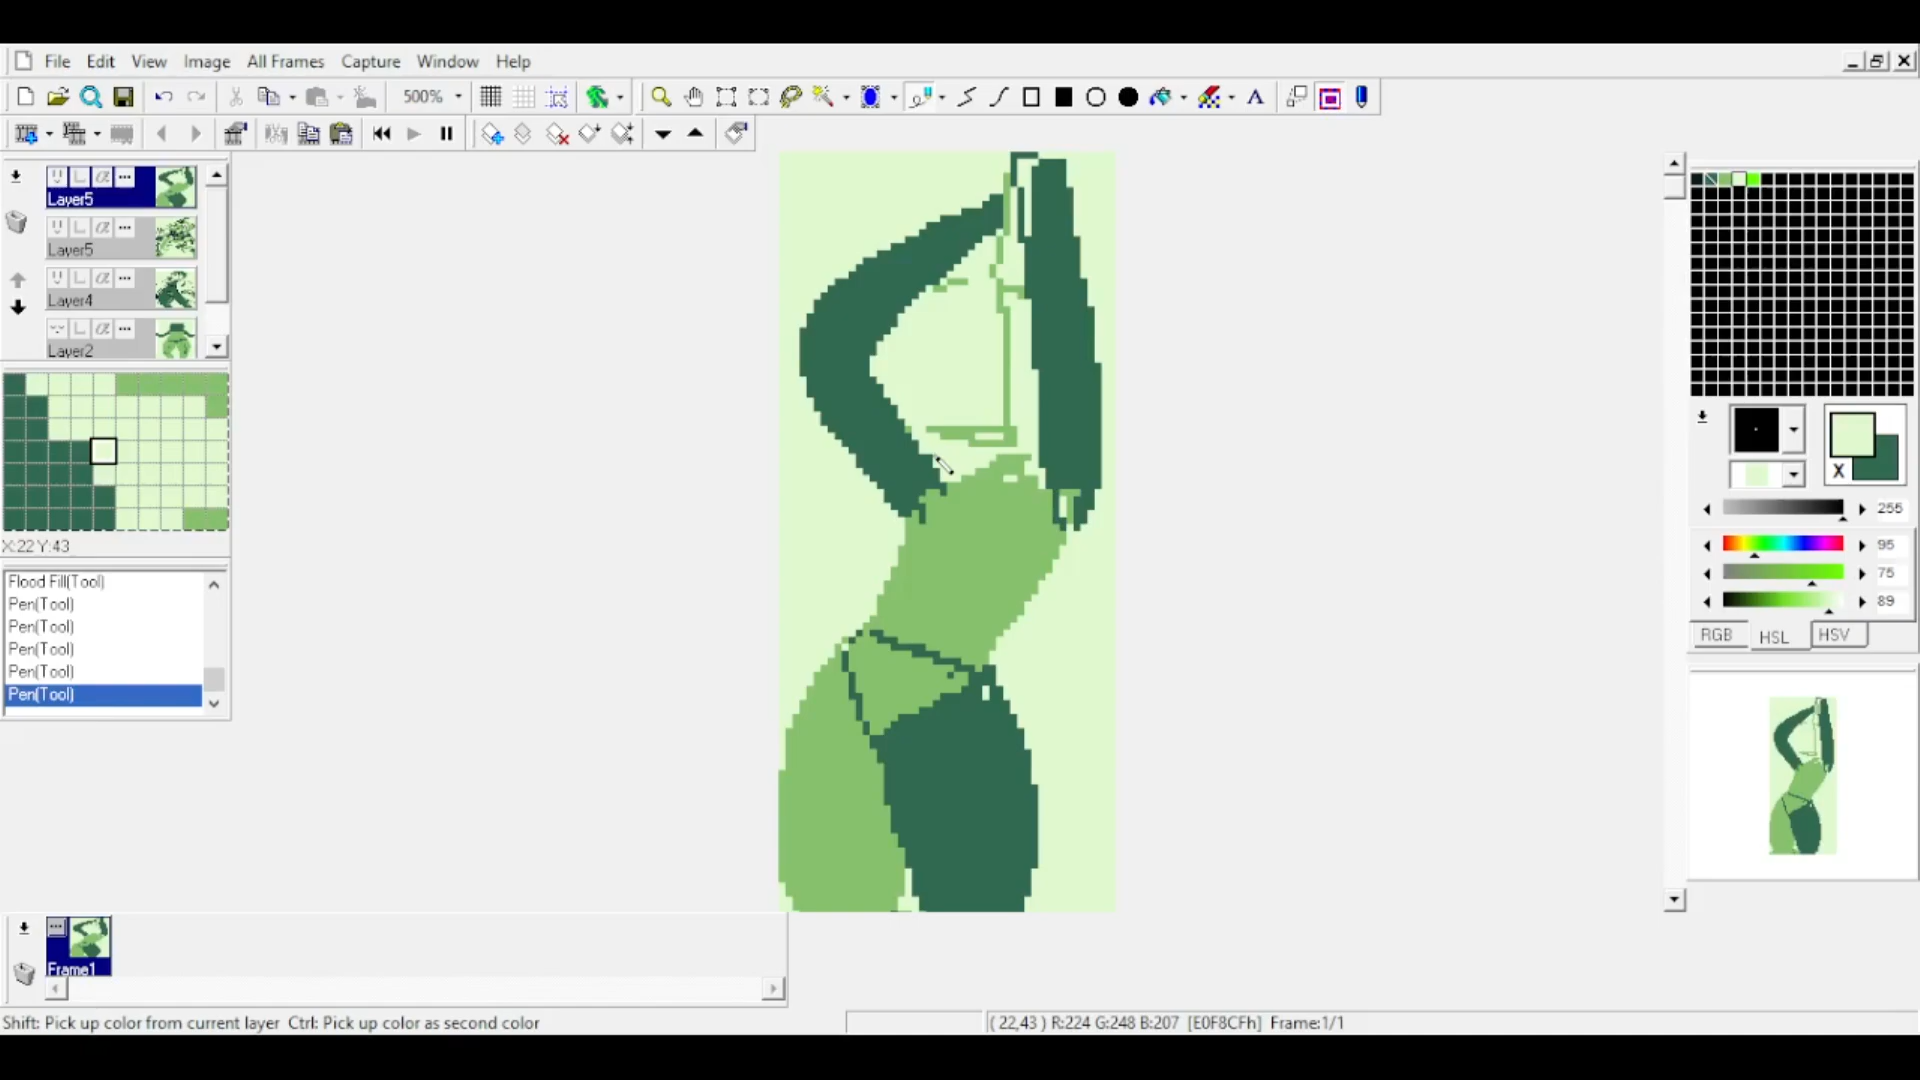 File Edit View Image All Frames Capture Window Help
500%
Layer5
Layer5
Layer4
Layer2
X:22 Y:43
Flood Fill(Tool)
Pen(Tool)
Pen(Tool)
Pen(Tool)
Pen(Tool)
Pen(Tool)
X
255
95
75
89
RGB HSL HSV
Frame1
Shift: Pick up color from current layer Ctrl: Pick up color as second color
( 22,43 ) R:224 G:248 B:207 [E0F8CFh] Frame:1/1